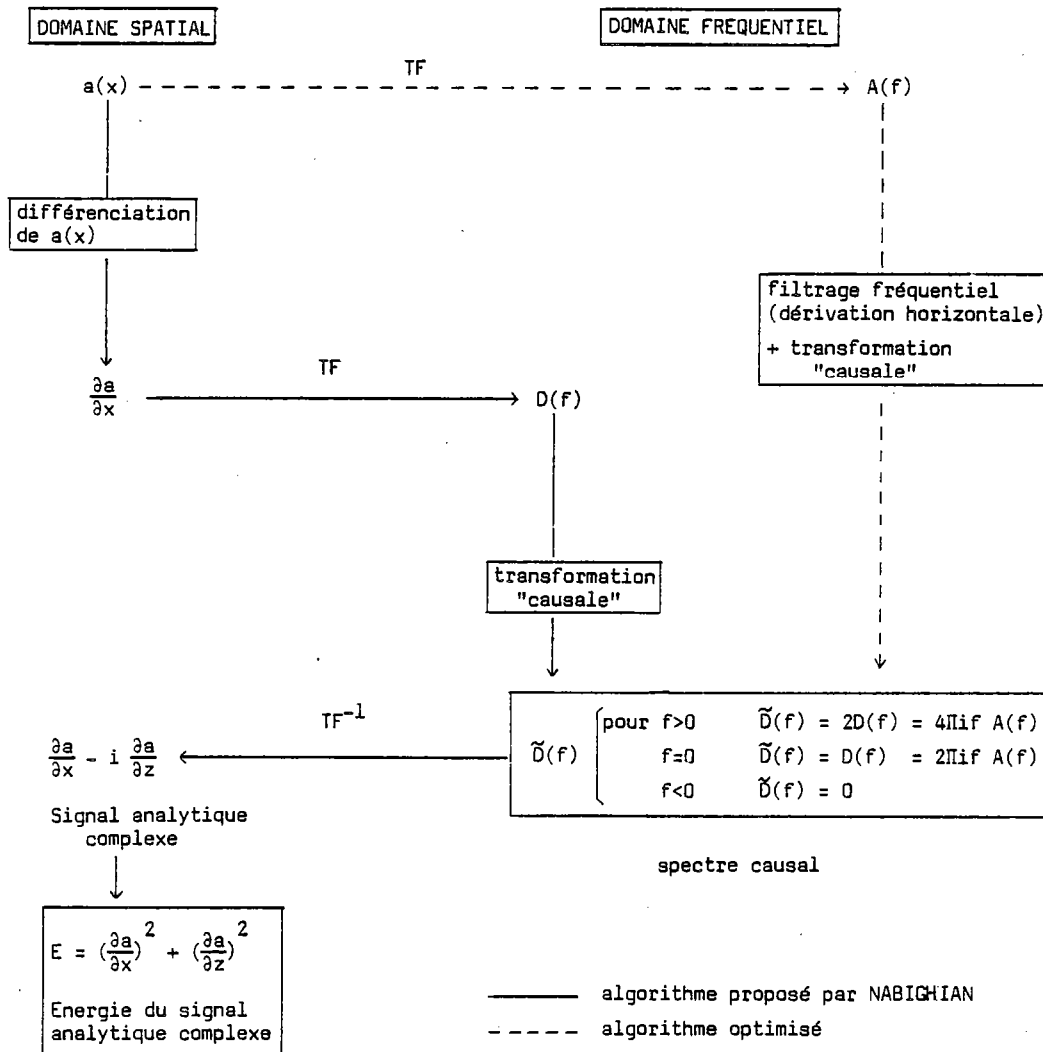 DOMAINE SPATIAL
DOMAINE FREQUENTIEL
a(x)
TF
A(f)
différenciation
de a(x)
filtrage fréquentiel
(dérivation horizontale)
+ transformation
"causale"
∂a/∂x
TF
D(f)
transformation
"causale"
∂a/∂x - i ∂a/∂z
TF⁻¹
D̃(f)
pour f>0 D̃(f) = 2D(f) = 4Πif A(f)
f=0 D̃(f) = D(f) = 2Πif A(f)
f<0 D̃(f) = 0
Signal analytique
complexe
spectre causal
E = (∂a/∂x)² + (∂a/∂z)²
Energie du signal
analytique complexe
algorithme proposé par NABIGHIAN
algorithme optimisé